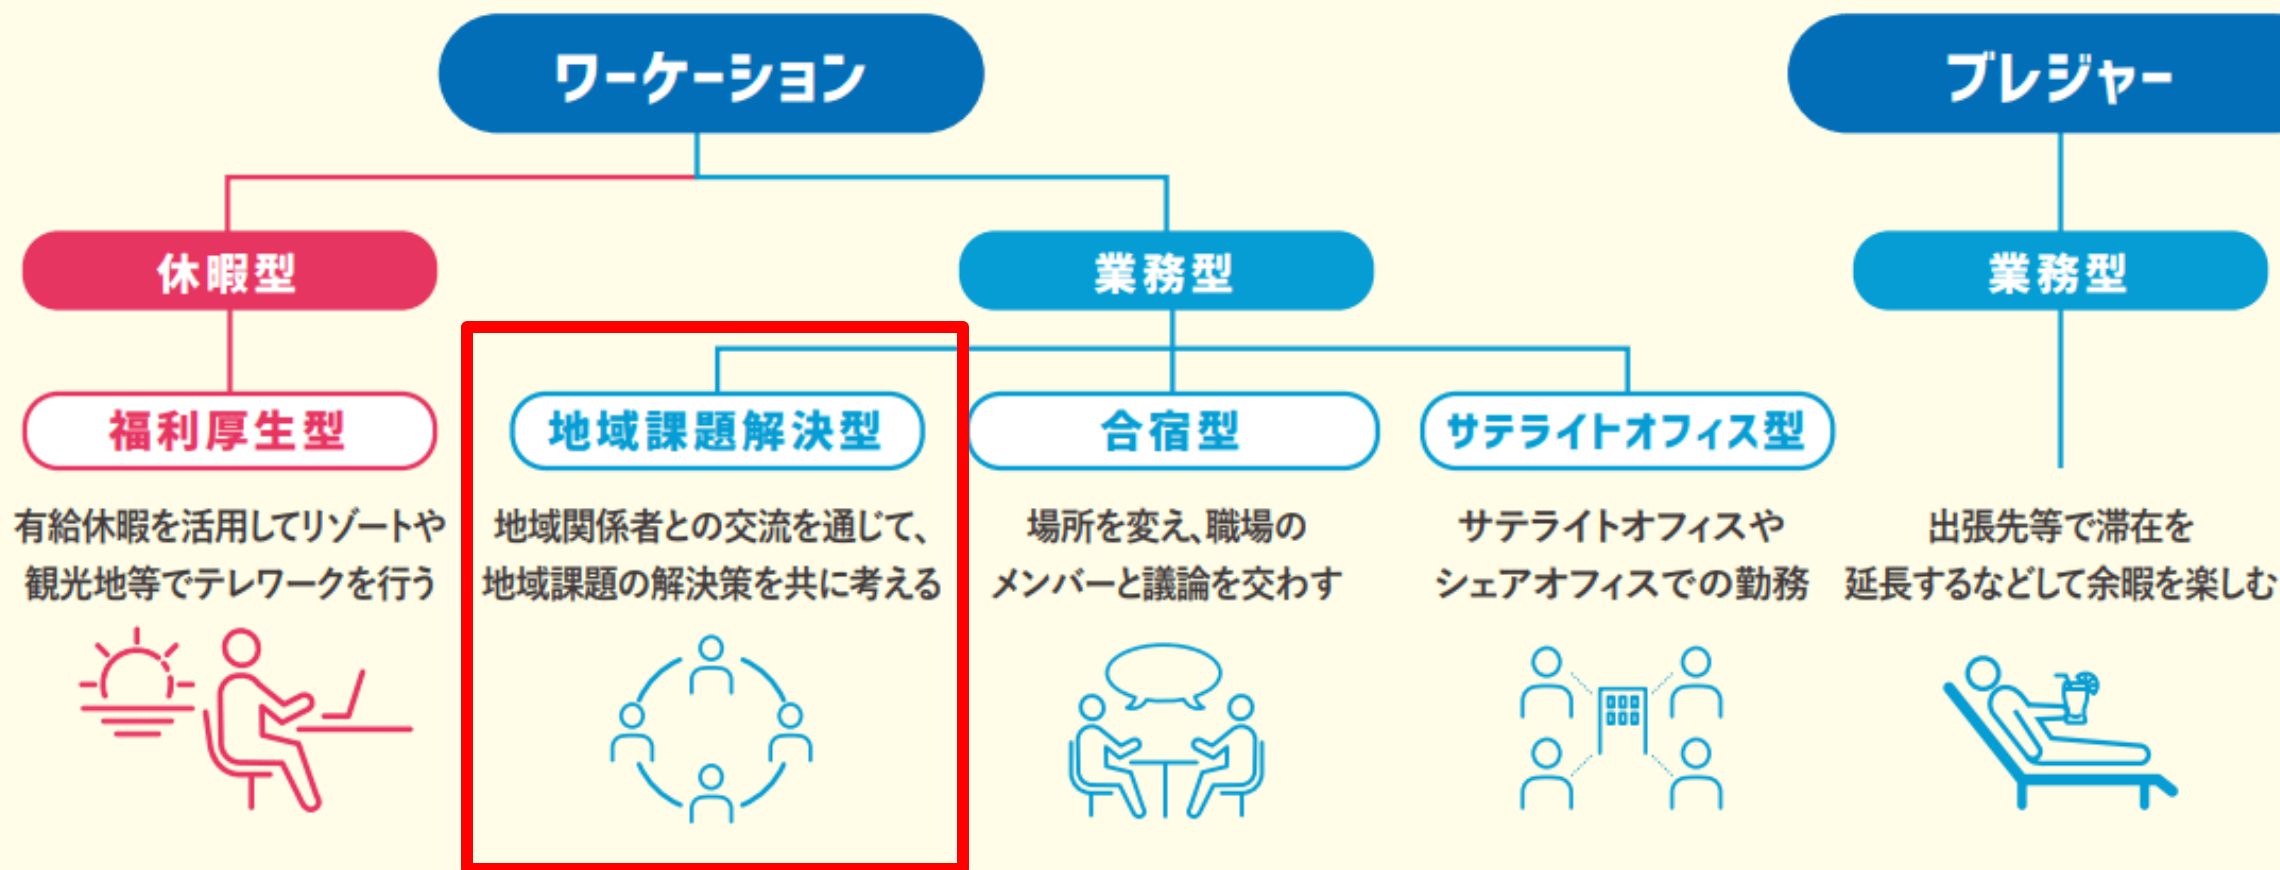 ワーケーション
ブレジャー
休暇型
業務型
業務型
福利厚生型
地域課題解決型
合宿型
サテライトオフィス型
有給休暇を活用してリゾートや
観光地等でテレワークを行う
地域関係者との交流を通じて、
地域課題の解決策を共に考える
場所を変え、職場の
メンバーと議論を交わす
サテライトオフィスや
シェアオフィスでの勤務
出張先等で滞在を
延長するなどして余暇を楽しむ